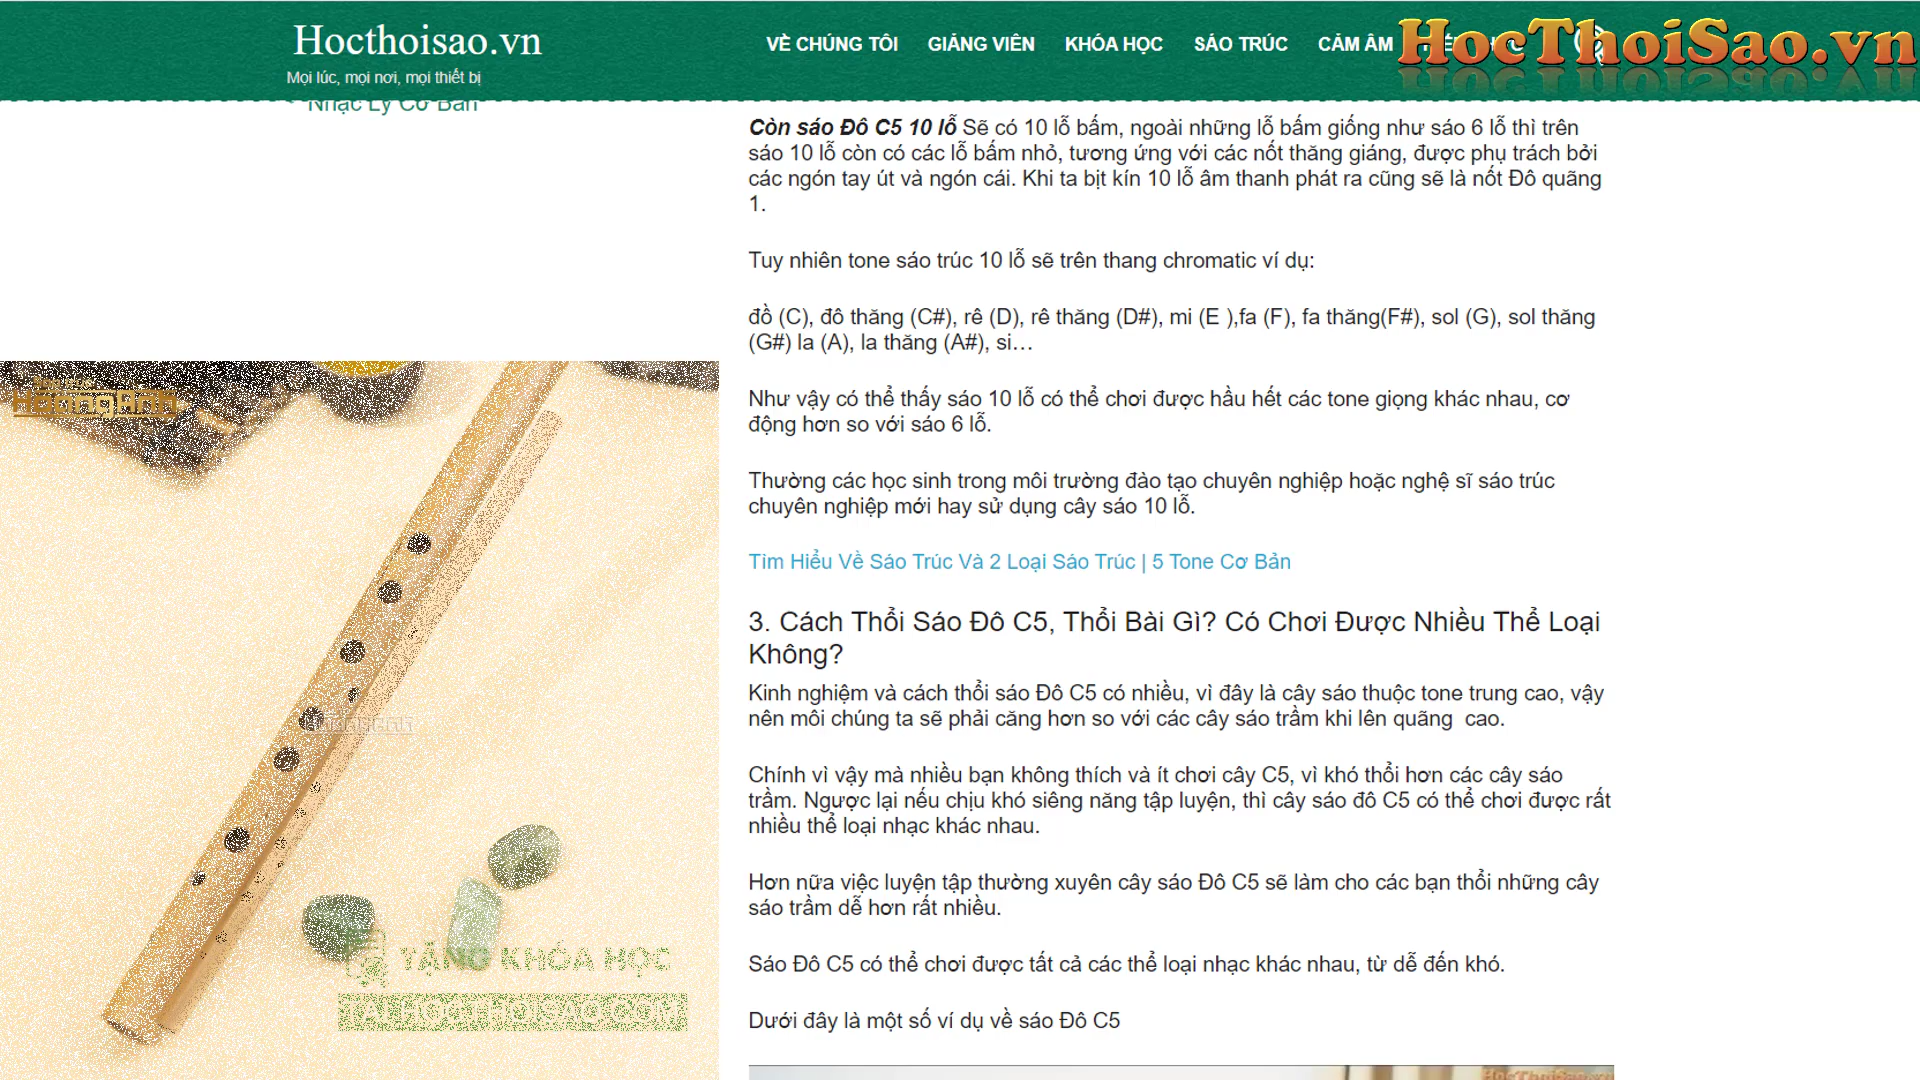 Hocthoisao.vn
Mọi lúc, mọi nơi, mọi thiết bị
VỀ CHÚNG TÔI GIẢNG VIÊN KHÓA HỌC SÁO TRÚC CẢM ÂM
HocThoiSao.vn
Nhạc Lý Cơ Bản
Còn sáo Đô C5 10 lỗ Sẽ có 10 lỗ bấm, ngoài những lỗ bấm giống như sáo 6 lỗ thì trên
sáo 10 lỗ còn có các lỗ bấm nhỏ, tương ứng với các nốt thăng giáng, được phụ trách bởi
các ngón tay út và ngón cái. Khi ta bịt kín 10 lỗ âm thanh phát ra cũng sẽ là nốt Đô quãng
1.
Tuy nhiên tone sáo trúc 10 lỗ sẽ trên thang chromatic ví dụ:
đồ (C), đô thăng (C#), rê (D), rê thăng (D#), mi (E ),fa (F), fa thăng(F#), sol (G), sol thăng
(G#) la (A), la thăng (A#), si…
Như vậy có thể thấy sáo 10 lỗ có thể chơi được hầu hết các tone giọng khác nhau, cơ
động hơn so với sáo 6 lỗ.
Thường các học sinh trong môi trường đào tạo chuyên nghiệp hoặc nghệ sĩ sáo trúc
chuyên nghiệp mới hay sử dụng cây sáo 10 lỗ.
Tìm Hiểu Về Sáo Trúc Và 2 Loại Sáo Trúc | 5 Tone Cơ Bản
3. Cách Thổi Sáo Đô C5, Thổi Bài Gì? Có Chơi Được Nhiều Thể Loại
Không?
Kinh nghiệm và cách thổi sáo Đô C5 có nhiều, vì đây là cây sáo thuộc tone trung cao, vậy
nên môi chúng ta sẽ phải căng hơn so với các cây sáo trầm khi lên quãng  cao.
Chính vì vậy mà nhiều bạn không thích và ít chơi cây C5, vì khó thổi hơn các cây sáo
trầm. Ngược lại nếu chịu khó siêng năng tập luyện, thì cây sáo đô C5 có thể chơi được rất
nhiều thể loại nhạc khác nhau.
Hơn nữa việc luyện tập thường xuyên cây sáo Đô C5 sẽ làm cho các bạn thổi những cây
sáo trầm dễ hơn rất nhiều.
Sáo Đô C5 có thể chơi được tất cả các thể loại nhạc khác nhau, từ dễ đến khó.
Dưới đây là một số ví dụ về sáo Đô C5
HoangAnh
HoangAnh
TẶNG KHÓA HỌC
TẠI HOCTHOISAO.COM
HocThoiSao.vn